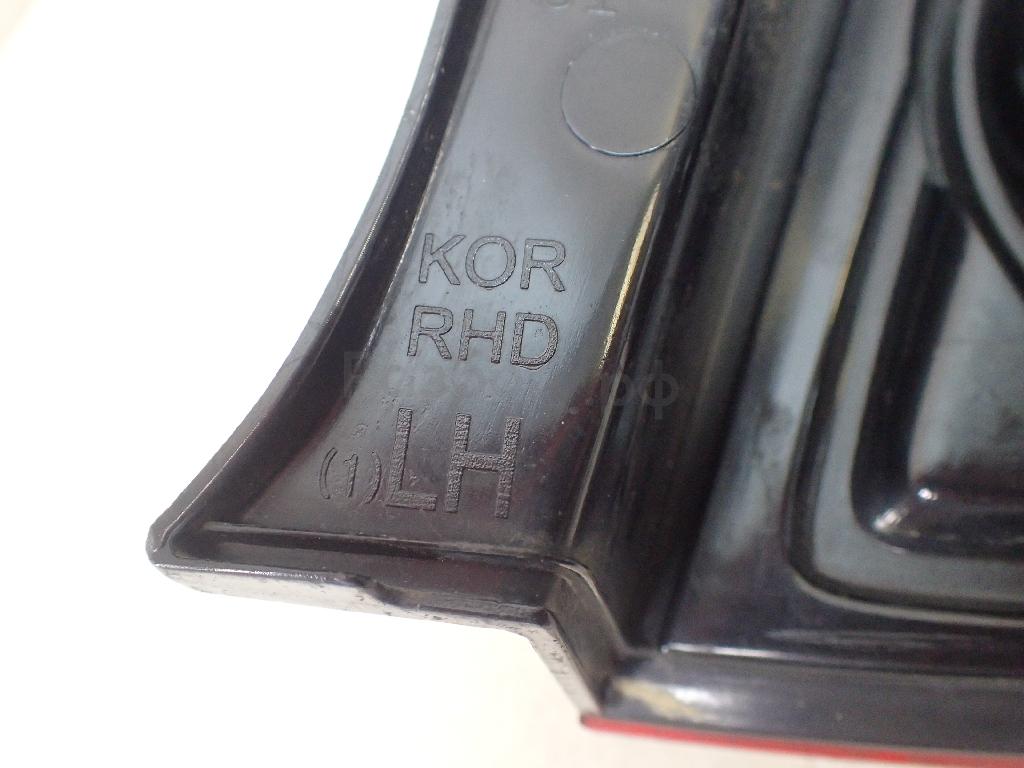 KOR
RHD
(1) LH